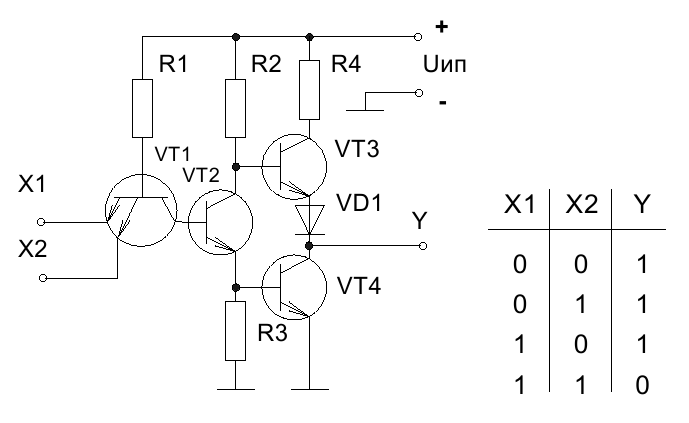 +
R1 R2 R4 Uип
-
VT1 VT3
VT2
X1 VD1 X1 X2 Y
Y
X2
0 0 1
VT4
0 1 1
R3
1 0 1
1 1 0